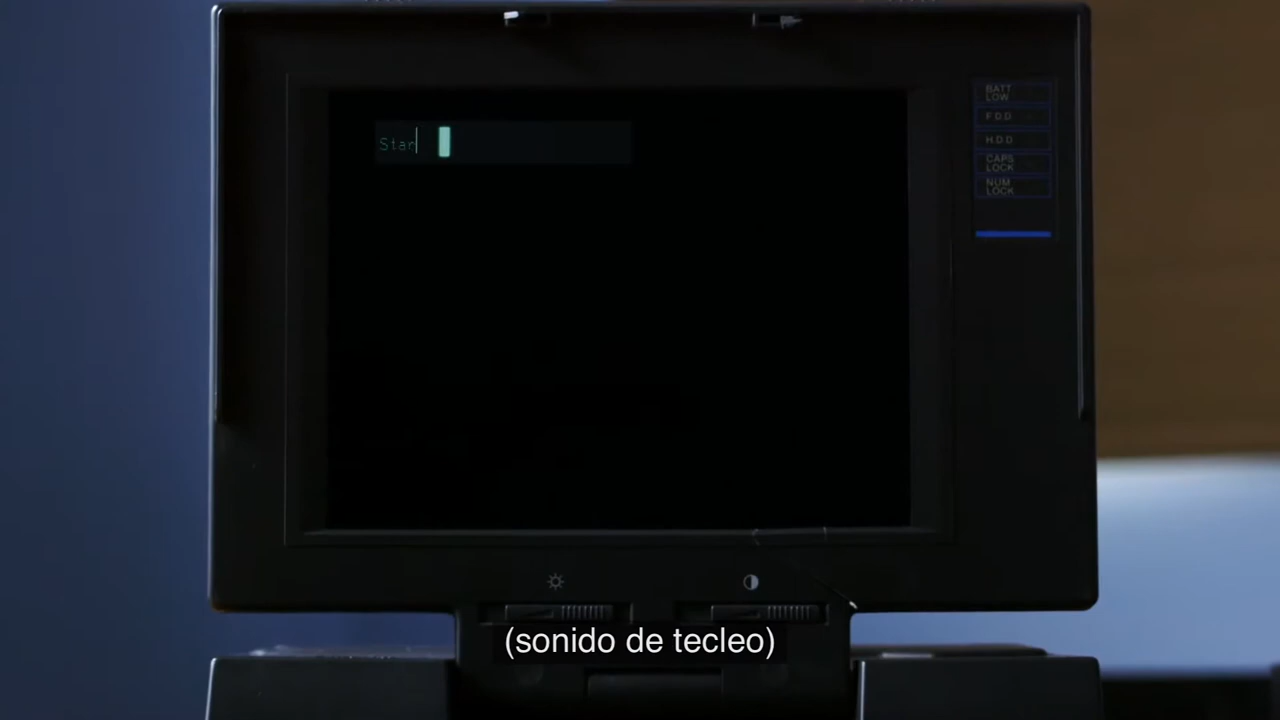 Star
BATT
LOW
F.D.D
H.D.D
CAPS
LOCK
NUM
LOCK
(sonido de tecleo)